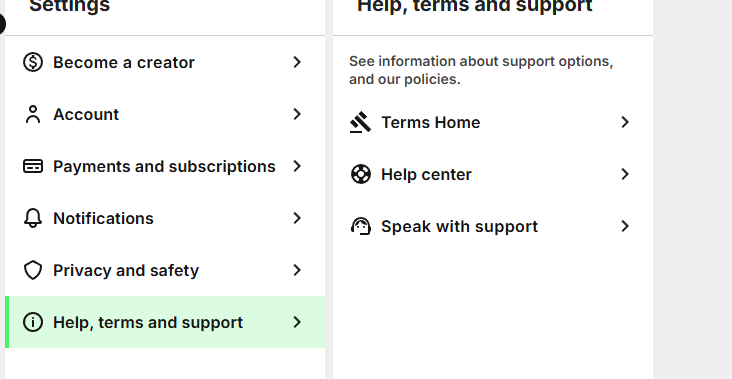 Settings
Become a creator
Account
Payments and subscriptions
Notifications
Privacy and safety
Help, terms and support
Help, terms and support
See information about support options,
and our policies.
Terms Home
Help center
Speak with support